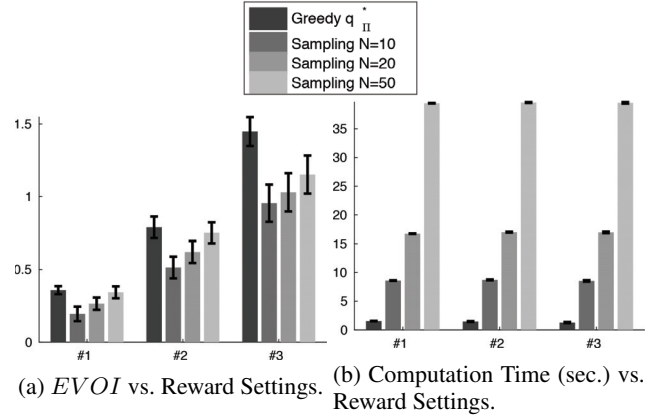 Greedy q*Π
Sampling N=10
Sampling N=20
Sampling N=50
1.5
1
0.5
0
#1
#2
#3
35
30
25
20
15
10
5
0
#1
#2
#3
(a) EVOI vs. Reward Settings.
(b) Computation Time (sec.) vs.
Reward Settings.